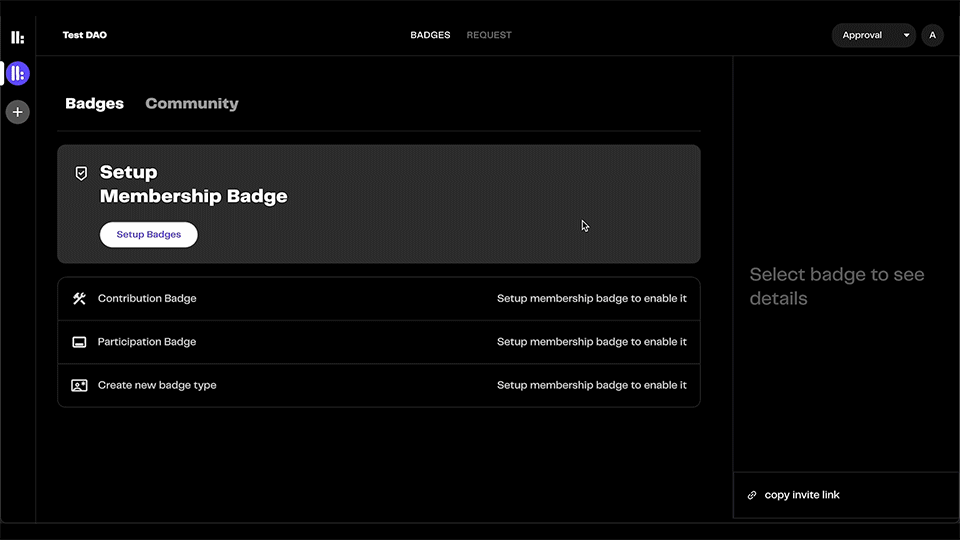 Test DAO
BADGES
REQUEST
Approval
A
Badges
Community
Setup
Membership Badge
Setup Badges
Contribution Badge
Setup membership badge to enable it
Participation Badge
Setup membership badge to enable it
Create new badge type
Setup membership badge to enable it
Select badge to see
details
copy invite link